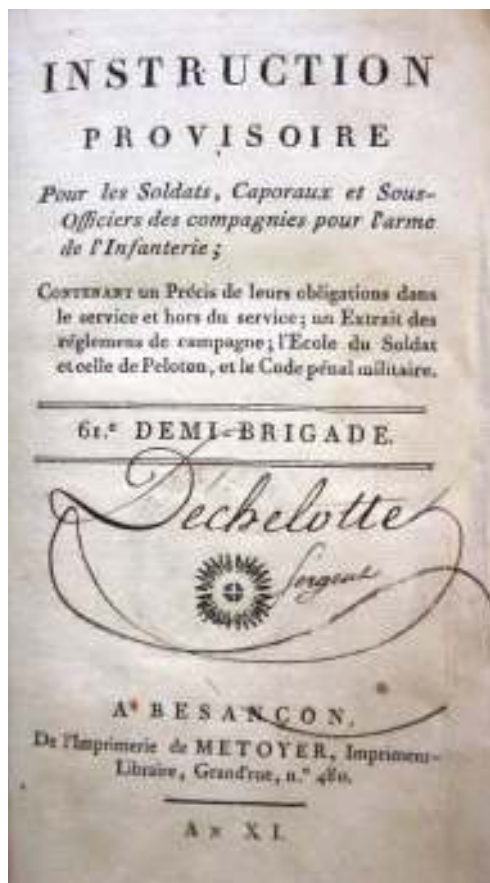 INSTRUCTION
PROVISOIRE
Pour les Soldats, Caporaux et Sous-
Officiers des compagnies pour l'arme
de l'Infanterie;
CONTENANT un Précis de leurs obligations dans
le service et hors du service; un Extrait des
réglemens de campagne; l'Ecole du Soldat
et celle de Peloton, et le Code pénal militaire.
61.e DEMI-BRIGADE.
Dechelotte
Sergent
A BESANÇON,
De l'Imprimerie de METOYER, Imprimeur-
Libraire, Grand'rue, n.º 480.
AN XI.